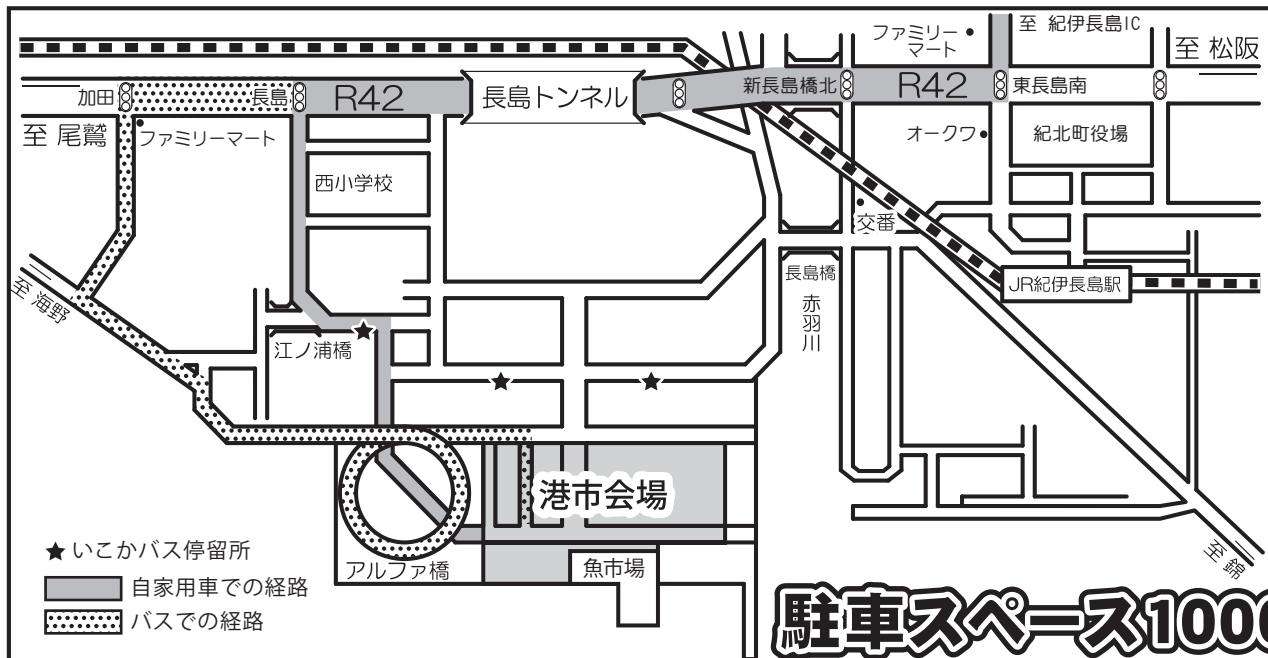 ファミリー
マート
至 紀伊長島IC
至 松阪
加田
長島
R42
長島トンネル
新長島橋北
R42
東長島南
至 尾鷲
ファミリーマート
オークワ
紀北町役場
西小学校
交番
至 海野
長島橋
JR紀伊長島駅
赤羽川
江ノ浦橋
港市会場
★いこかバス停留所
アルファ橋
魚市場
至 錦
自家用車での経路
バスでの経路
駐車スペース1000